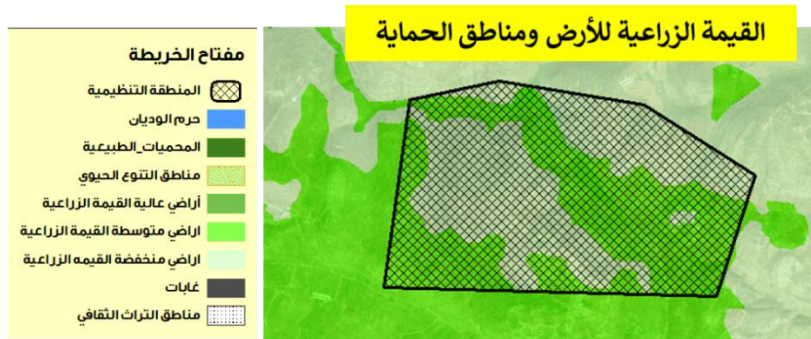 القيمة الزراعية للأرض ومناطق الحماية
مفتاح الخريطة
المنطقة التنظيمية
حرم الوديان
المحميات_الطبيعية
مناطق التنوع الحيوي
أراضي عالية القيمة الزراعية
اراضي متوسطة القيمة الزراعية
اراضي منخفضة القيمه الزراعية
غابات
مناطق التراث الثقافي